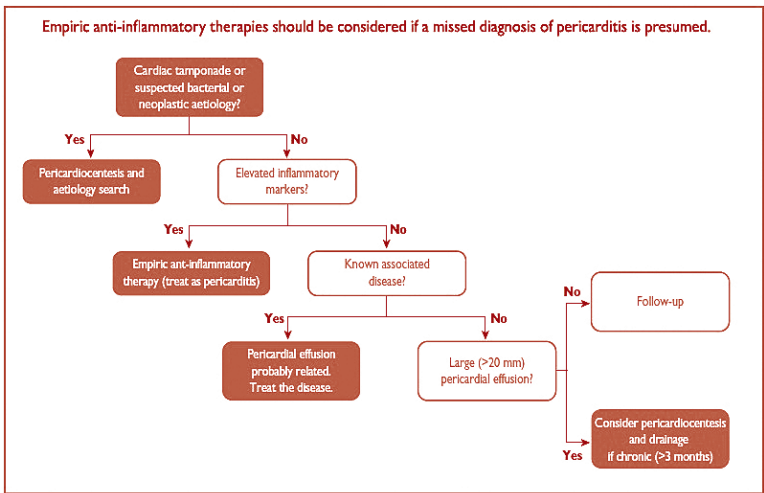 Empiric anti-inflammatory therapies should be considered if a missed diagnosis of pericarditis is presumed.
Cardiac tamponade or
suspected bacterial or
neoplastic aetiology?
Yes
No
Pericardiocentesis and
aetiology search
Elevated inflammatory
markers?
Yes
No
Empiric ant-inflammatory
therapy (treat as pericarditis)
Known associated
disease?
Yes
No
Pericardial effusion
probably related.
Treat the disease.
Large (>20 mm)
pericardial effusion?
No
Follow-up
Yes
Consider pericardiocentesis
and drainage
if chronic (>3 months)